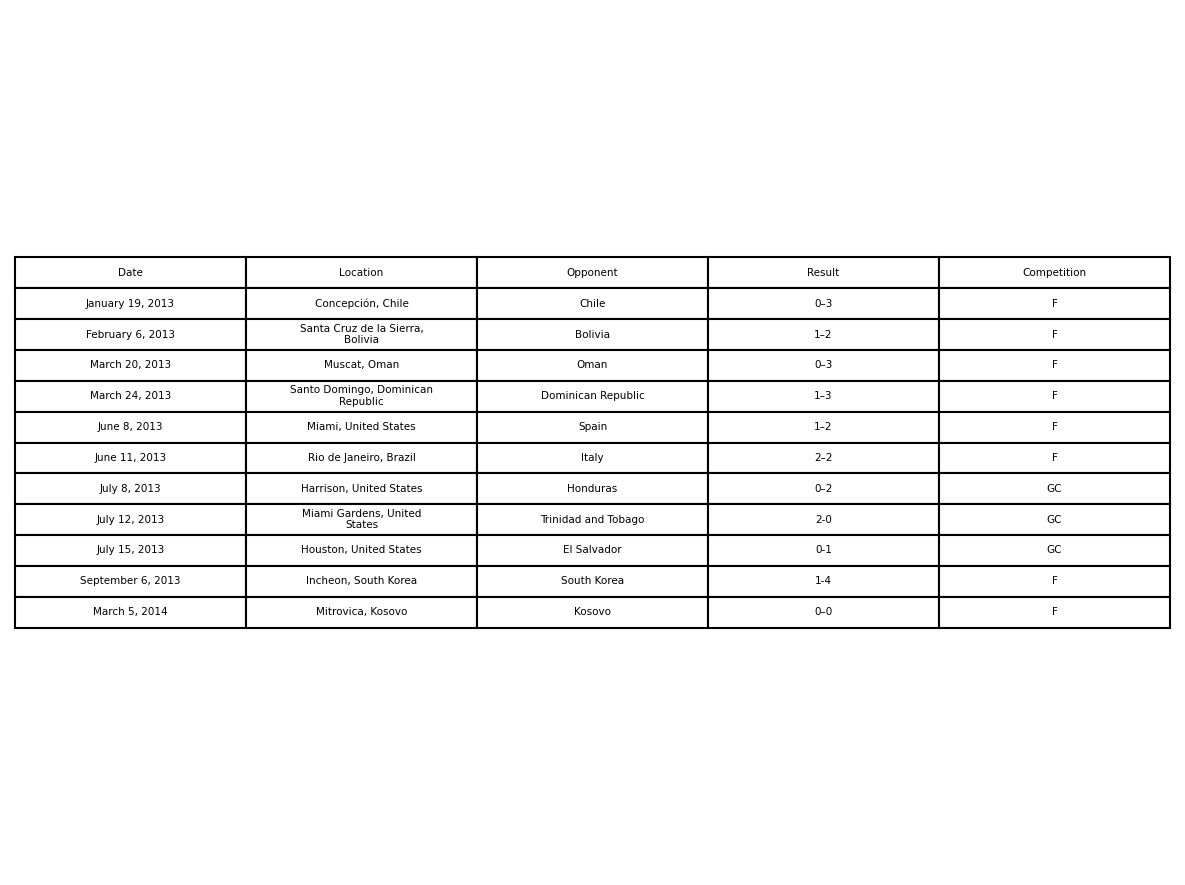 Date Location Opponent Result Competition
January 19, 2013 Concepción, Chile Chile 0–3 F
February 6, 2013 Santa Cruz de la Sierra, Bolivia Bolivia 1–2 F
March 20, 2013 Muscat, Oman Oman 0–3 F
March 24, 2013 Santo Domingo, Dominican Republic Dominican Republic 1–3 F
June 8, 2013 Miami, United States Spain 1–2 F
June 11, 2013 Rio de Janeiro, Brazil Italy 2–2 F
July 8, 2013 Harrison, United States Honduras 0–2 GC
July 12, 2013 Miami Gardens, United States Trinidad and Tobago 2-0 GC
July 15, 2013 Houston, United States El Salvador 0-1 GC
September 6, 2013 Incheon, South Korea South Korea 1-4 F
March 5, 2014 Mitrovica, Kosovo Kosovo 0–0 F